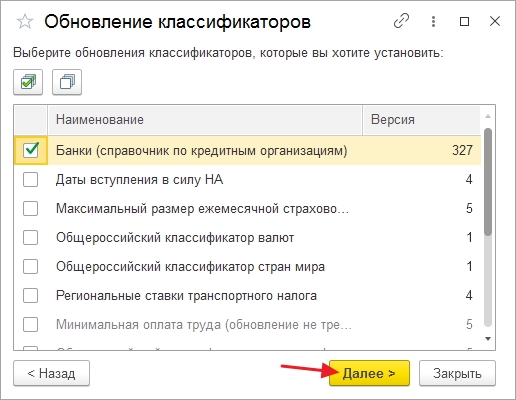 Обновление классификаторов
Выберите обновления классификаторов, которые вы хотите установить:
Наименование Версия
Банки (справочник по кредитным организациям) 327
Даты вступления в силу НА 4
Максимальный размер ежемесячной страхово... 5
Общероссийский классификатор валют 1
Общероссийский классификатор стран мира 1
Региональные ставки транспортного налога 4
Минимальная оплата труда (обновление не тре... 5
< Назад Далее > Закрыть